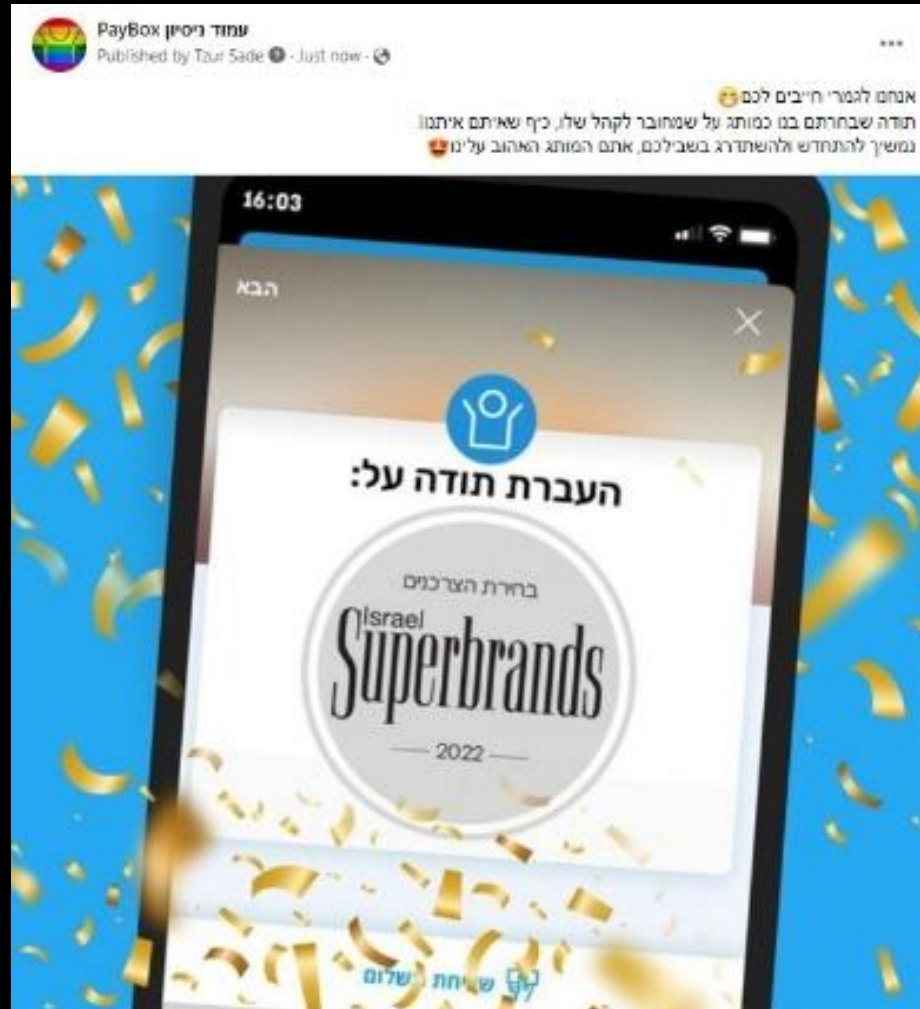 עמוד ניסיון PayBox
Published by Tzur Sade · Just now ·
אנחנו לגמרי חייבים לכם😁
תודה שבחרתם בנו כמותג על שמחובר לקהל שלו, כיף שאיתם איתנו!
נמשיך להתחדש ולהשתדרג בשבילכם, אתם המותג האהוב עלינו🤩
16:03
הבא
העברת תודה על:
בחירת הצרכנים
Israel
Superbrands
2022